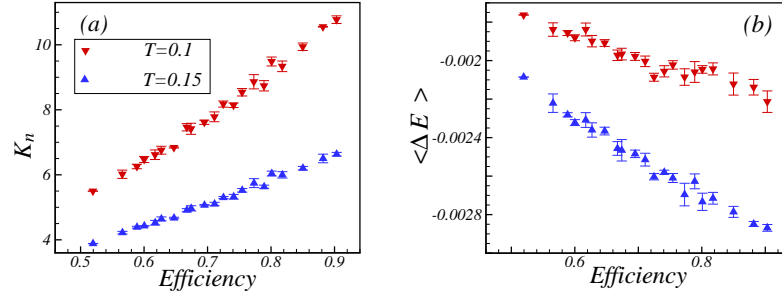 (a)
T=0.1
T=0.15
10
8
6
4
K_n
0.5 0.6 0.7 0.8 0.9
Efficiency
(b)
-0.002
-0.0024
-0.0028
<ΔE >
0.6 0.8
Efficiency